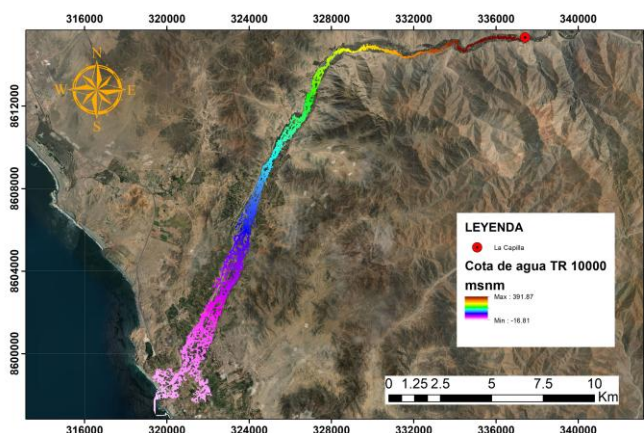 316000 320000 324000 328000 332000 336000 340000
N
W E
S
8612000
8608000
8604000
8600000
LEYENDA
La Capilla
Cota de agua TR 10000
msnm
Max : 391.87
Min : -16.81
0 1.25 2.5 5 7.5 10
Km
316000 320000 324000 328000 332000 336000 340000